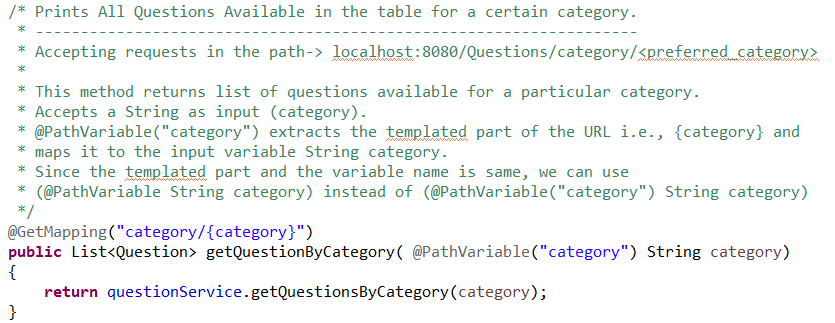 /* Prints All Questions Available in the table for a certain category.
 * -------------------------------------------------------------------
 * Accepting requests in the path-> localhost:8080/Questions/category/<preferred_category>
 *
 * This method returns list of questions available for a particular category.
 * Accepts a String as input (category).
 * @PathVariable("category") extracts the templated part of the URL i.e., {category} and
 * maps it to the input variable String category.
 * Since the templated part and the variable name is same, we can use
 * (@PathVariable String category) instead of (@PathVariable("category") String category)
 */
@GetMapping("category/{category}")
public List<Question> getQuestionByCategory( @PathVariable("category") String category)
{
    return questionService.getQuestionsByCategory(category);
}